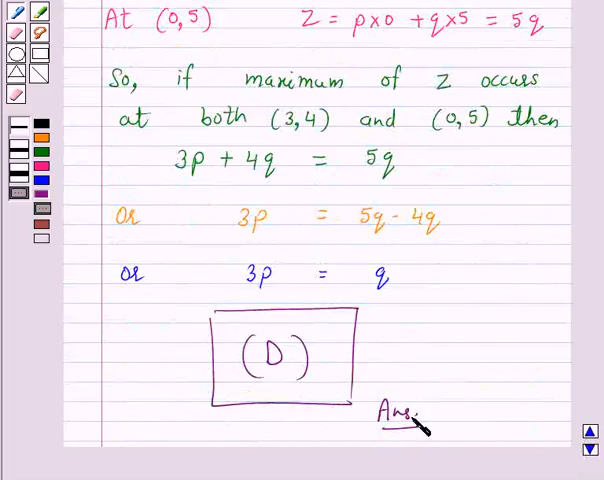 At (0,5) Z = p×0 + q×5 = 5q
So, if maximum of Z occurs
at both (3,4) and (0,5) then
3p + 4q = 5q
Or 3p = 5q - 4q
or 3p = q
(D)
Ans.